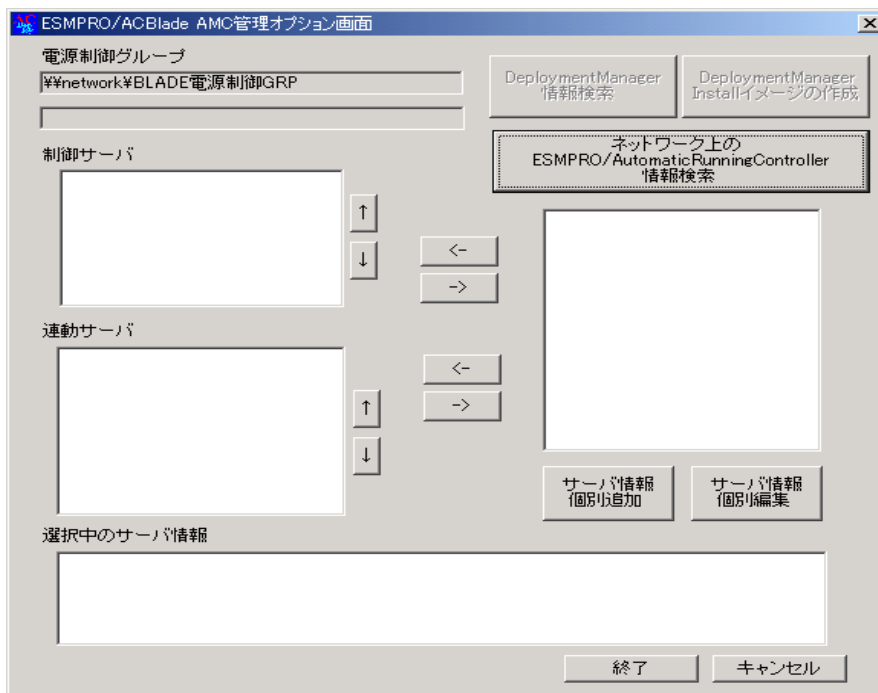 ESMPRO/ACBlade AMC管理オプション画面
電源制御グループ
¥¥network¥BLADE電源制御GRP
DeploymentManager
情報検索
DeploymentManager
Installイメージの作成
ネットワーク上の
ESMPRO/AutomaticRunningController
情報検索
制御サーバ
↑
↓
<-
->
連動サーバ
<-
->
↑
↓
サーバ情報
個別追加
サーバ情報
個別編集
選択中のサーバ情報
終了
キャンセル